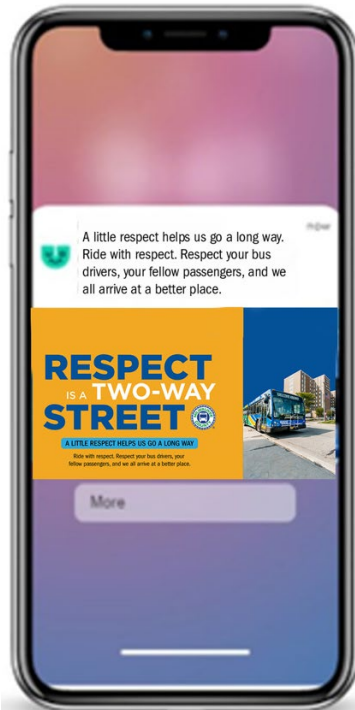 now
A little respect helps us go a long way.
Ride with respect. Respect your bus
drivers, your fellow passengers, and we
all arrive at a better place.
RESPECT
IS A TWO-WAY
STREET
A LITTLE RESPECT HELPS US GO A LONG WAY
Ride with respect. Respect your bus drivers, your
fellow passengers, and we all arrive at a better place.
More